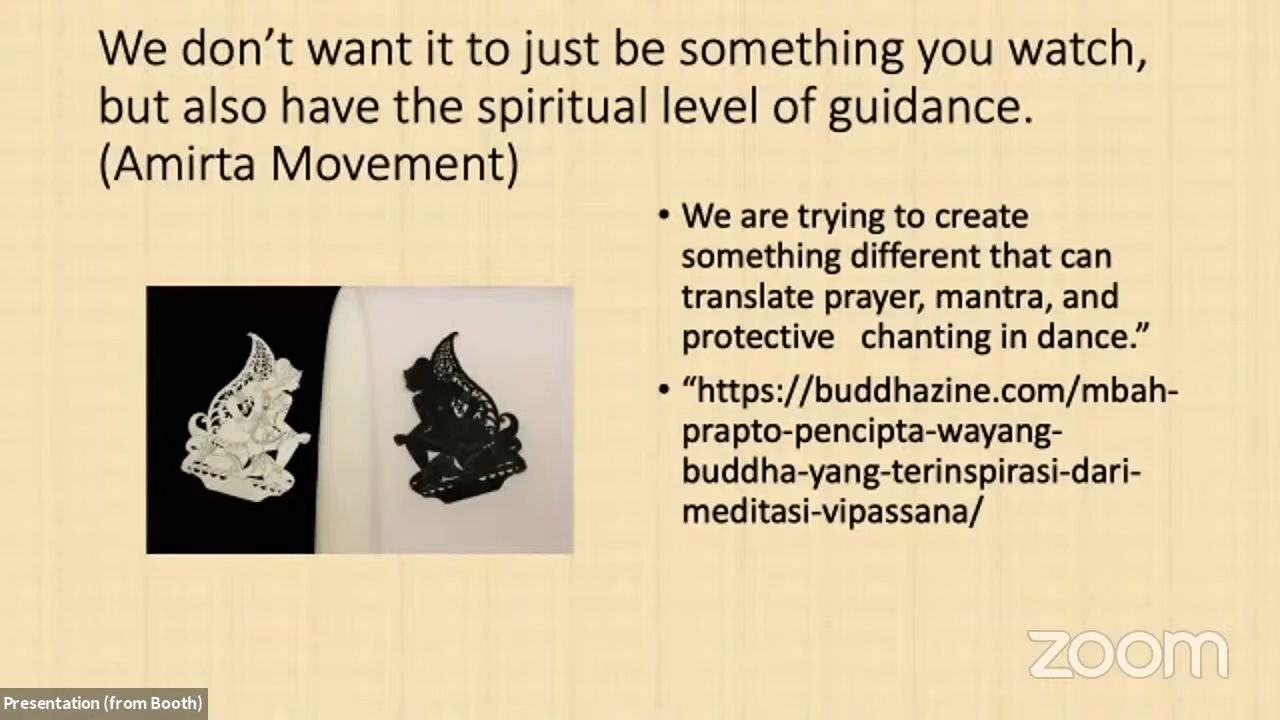 We don’t want it to just be something you watch,
but also have the spiritual level of guidance.
(Amirta Movement)
• We are trying to create
something different that can
translate prayer, mantra, and
protective   chanting in dance.”
• “https://buddhazine.com/mbah-
prapto-pencipta-wayang-
buddha-yang-terinspirasi-dari-
meditasi-vipassana/
zoom
Presentation (from Booth)